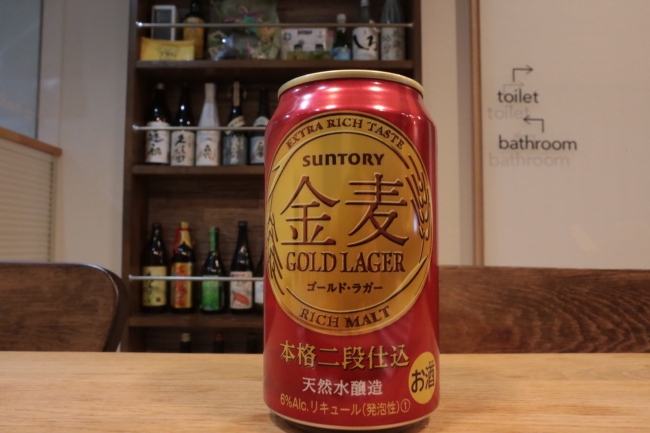 EXTRA RICH TASTE
SUNTORY
金麦
GOLD LAGER
ゴールド・ラガー
RICH MALT
本格二段仕込
天然水醸造
お酒
6%Alc. リキュール(発泡性)①
toilet
bathroom